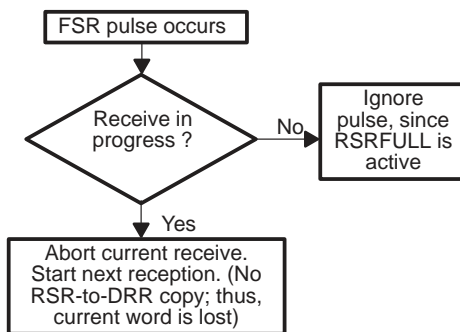 FSR pulse occurs
Receive in
progress ?
No
Ignore
pulse, since
RSRFULL is
active
Yes
Abort current receive.
Start next reception. (No
RSR-to-DRR copy; thus,
current word is lost)